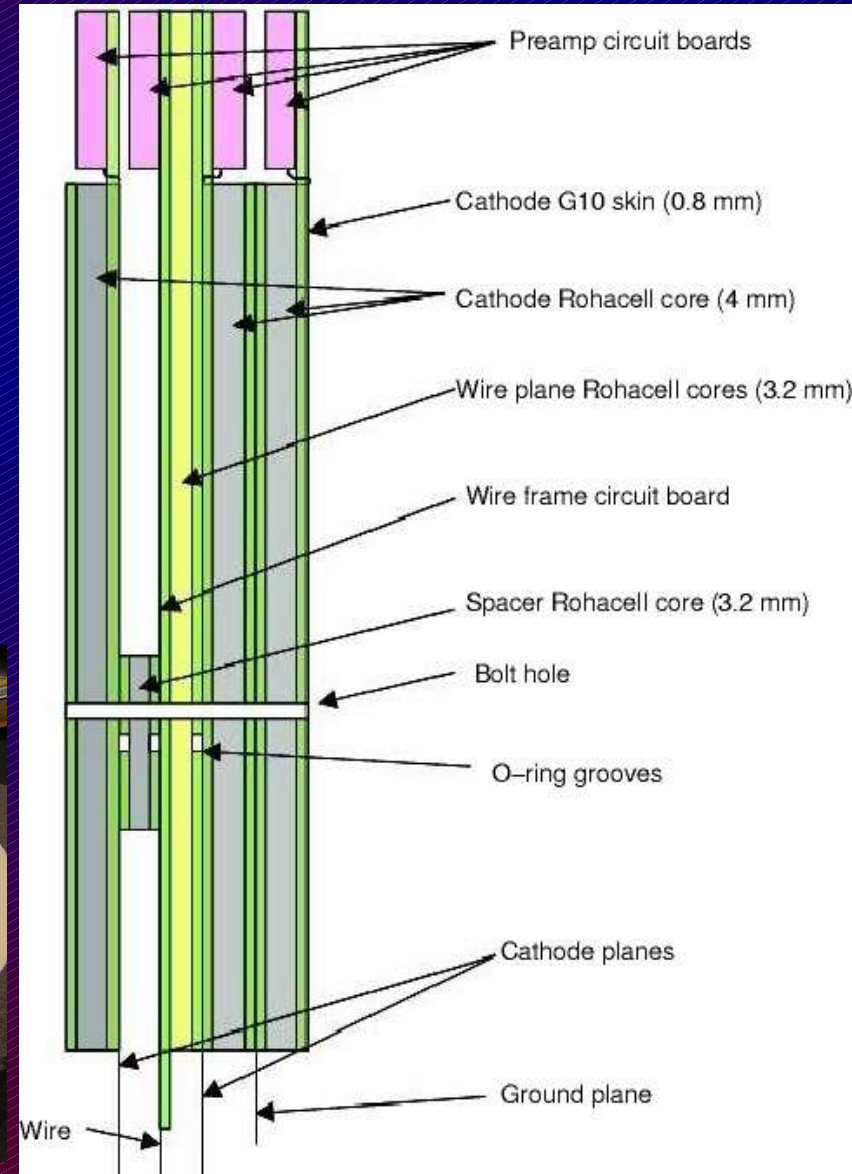 Preamp circuit boards
Cathode G10 skin (0.8 mm)
Cathode Rohacell core (4 mm)
Wire plane Rohacell cores (3.2 mm)
Wire frame circuit board
Spacer Rohacell core (3.2 mm)
Bolt hole
O–ring grooves
Cathode planes
Ground plane
Wire